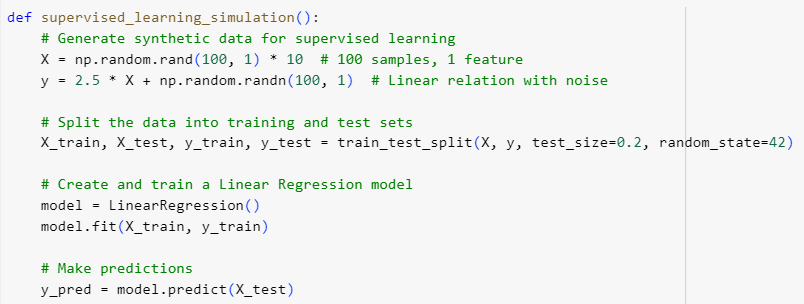 def supervised_learning_simulation():
    # Generate synthetic data for supervised learning
    X = np.random.rand(100, 1) * 10  # 100 samples, 1 feature
    y = 2.5 * X + np.random.randn(100, 1)  # Linear relation with noise
    # Split the data into training and test sets
    X_train, X_test, y_train, y_test = train_test_split(X, y, test_size=0.2, random_state=42)
    # Create and train a Linear Regression model
    model = LinearRegression()
    model.fit(X_train, y_train)
    # Make predictions
    y_pred = model.predict(X_test)